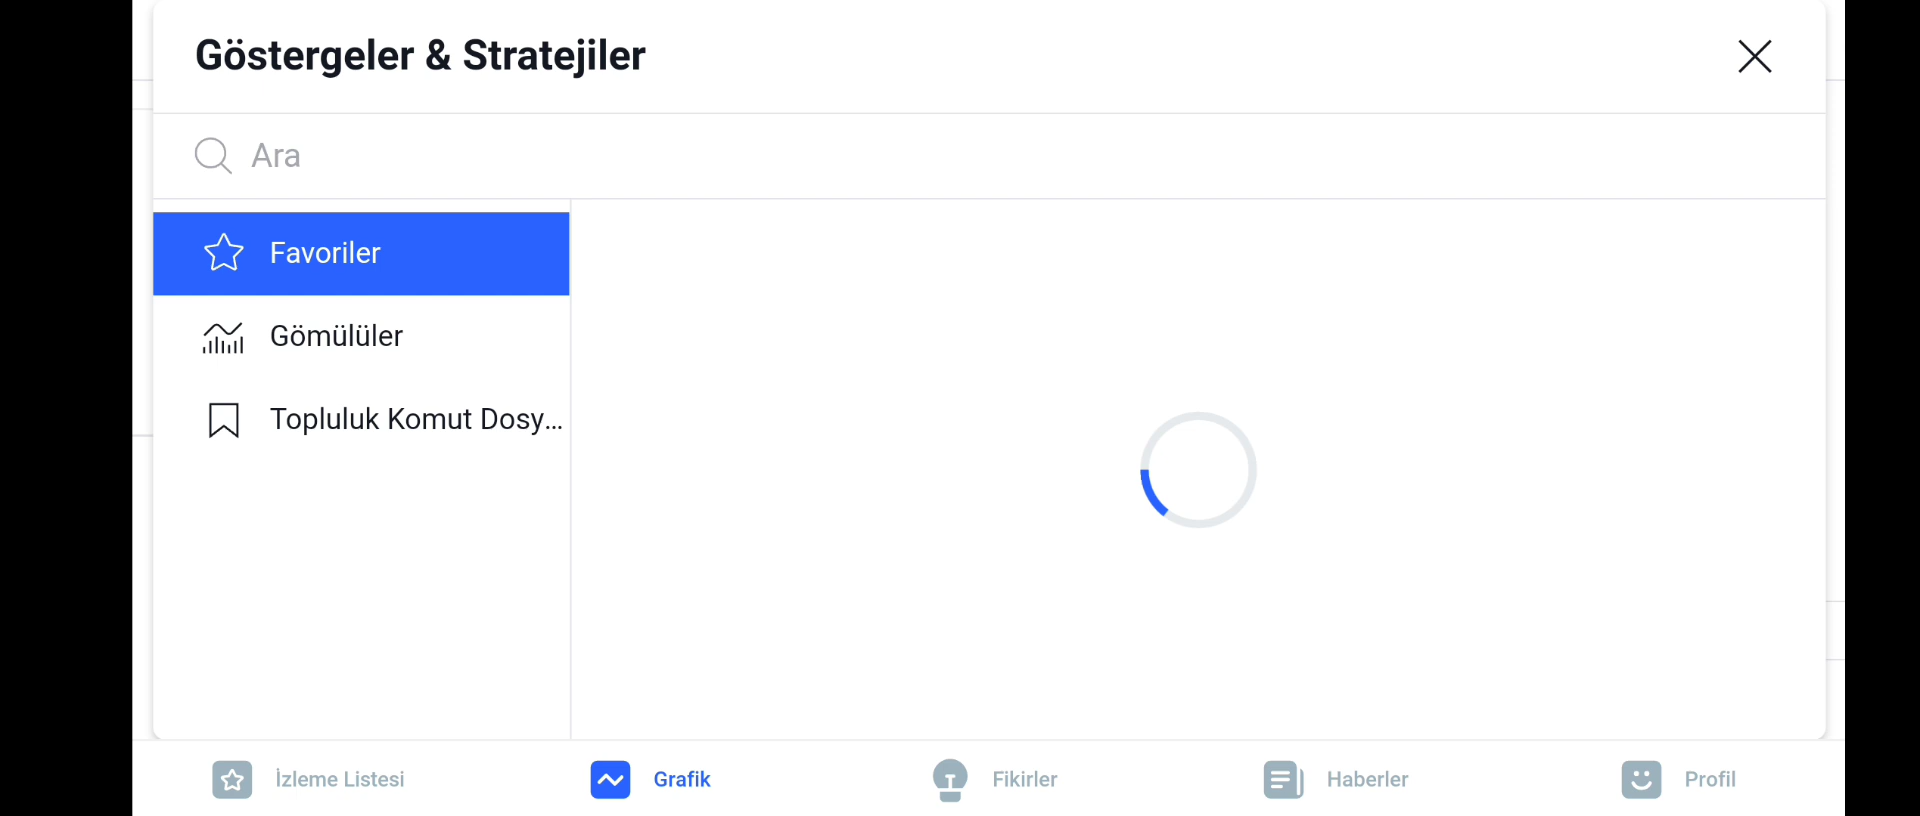 Göstergeler & Stratejiler
Ara
Favoriler
Gömülüler
Topluluk Komut Dosy...
İzleme Listesi
Grafik
Fikirler
Haberler
Profil